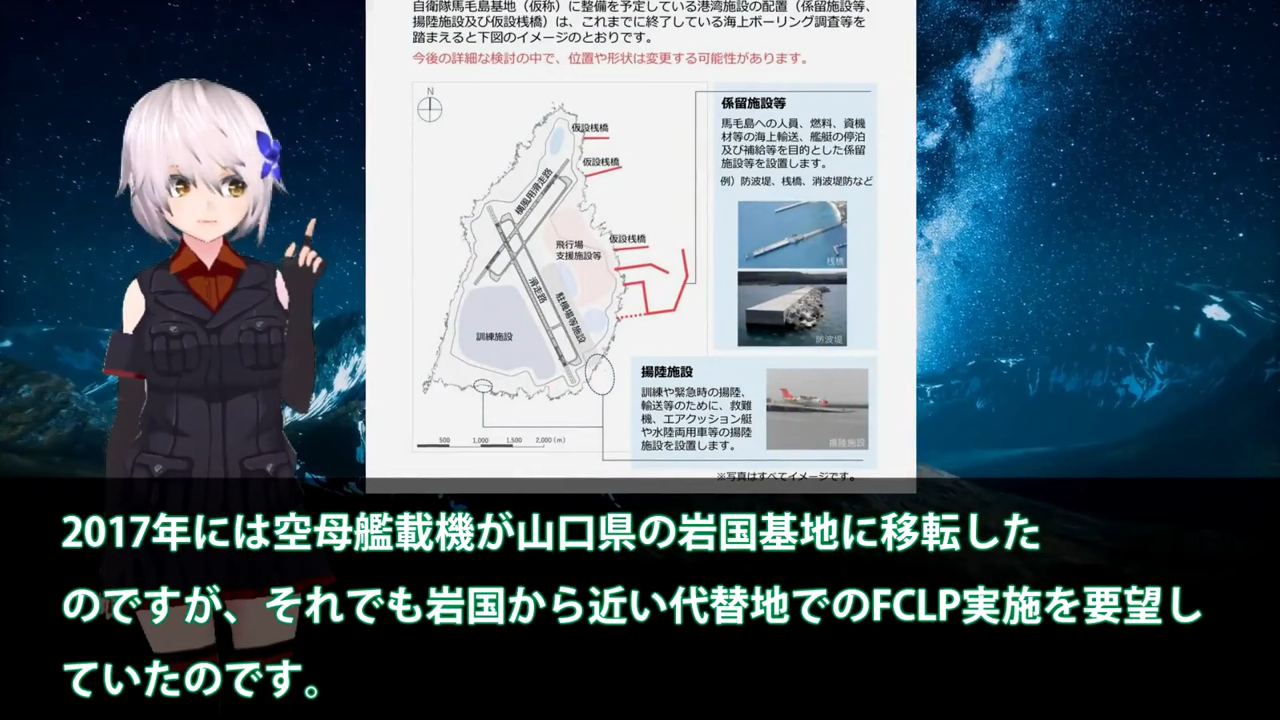 自衛隊馬毛島基地（仮称）に整備を予定している港湾施設の配置（係留施設等、
揚陸施設及び仮設桟橋）は、これまでに終了している海上ボーリング調査等を
踏まえると下図のイメージのとおりです。
今後の詳細な検討の中で、位置や形状は変更する可能性があります。
N
仮設桟橋
仮設桟橋
横風用滑走路
仮設桟橋
飛行場
支援施設等
滑走路
駐機場等施設
訓練施設
500 1,000 1,500 2,000 (m)
係留施設等
馬毛島への人員、燃料、資機
材等の海上輸送、艦艇の停泊
及び補給等を目的とした係留
施設等を設置します。
例）防波堤、桟橋、消波堤防など
桟橋
防波堤
揚陸施設
訓練や緊急時の揚陸、
輸送等のために、救難
機、エアクッション艇
や水陸両用車等の揚陸
施設を設置します。
揚陸施設
※写真はすべてイメージです。
2017年には空母艦載機が山口県の岩国基地に移転した
のですが、それでも岩国から近い代替地でのFCLP実施を要望し
ていたのです。